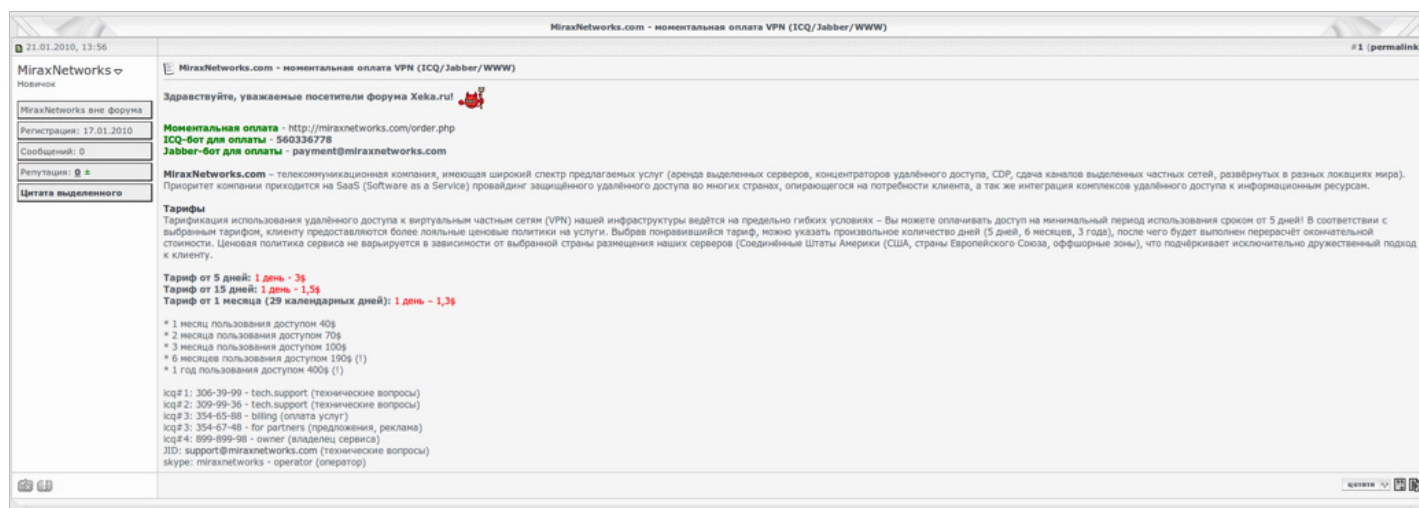 MiraxNetworks.com - моментальная оплата VPN (ICQ/Jabber/WWW)
21.01.2010, 13:56
#1 (permalink
MiraxNetworks
Новичок
MiraxNetworks вне форума
Регистрация: 17.01.2010
Сообщений: 0
Репутация: 0 ±
Цитата выделенного
MiraxNetworks.com - моментальная оплата VPN (ICQ/Jabber/WWW)
Здравствуйте, уважаемые посетители форума Xeka.ru!
Моментальная оплата - http://miraxnetworks.com/order.php
ICQ-бот для оплаты - 560336778
Jabber-бот для оплаты - payment@miraxnetworks.com
MiraxNetworks.com – телекоммуникационная компания, имеющая широкий спектр предлагаемых услуг (аренда выделенных серверов, концентраторов удалённого доступа, CDP, сдача каналов выделенных частных сетей, развёрнутых в разных локациях мира).
Приоритет компании приходится на SaaS (Software as a Service) провайдинг защищённого удалённого доступа во многих странах, опирающегося на потребности клиента, а так же интеграция комплексов удалённого доступа к информационным ресурсам.
Тарифы
Тарификация использования удалённого доступа к виртуальным частным сетям (VPN) нашей инфраструктуры ведётся на предельно гибких условиях – Вы можете оплачивать доступ на минимальный период использования сроком от 5 дней! В соответствии с
выбранным тарифом, клиенту предоставляются более лояльные ценовые политики на услуги. Выбрав понравившийся тариф, можно указать произвольное количество дней (5 дней, 6 месяцев, 3 года), после чего будет выполнен перерасчёт окончательной
стоимости. Ценовая политика сервиса не варьируется в зависимости от выбранной страны размещения наших серверов (Соединённые Штаты Америки (США, страны Европейского Союза, оффшорные зоны), что подчёркивает исключительно дружественный подход
к клиенту.
Тариф от 5 дней: 1 день - 3$
Тариф от 15 дней: 1 день - 1,5$
Тариф от 1 месяца (29 календарных дней): 1 день – 1,3$
* 1 месяц пользования доступом 40$
* 2 месяца пользования доступом 70$
* 3 месяца пользования доступом 100$
* 6 месяцев пользования доступом 190$ (!)
* 1 год пользования доступом 400$ (!)
icq#1: 306-39-99 - tech.support (технические вопросы)
icq#2: 309-99-36 - tech.support (технические вопросы)
icq#3: 354-65-88 - billing (оплата услуг)
icq#3: 354-67-48 - for partners (предложения, реклама)
icq#4: 899-899-98 - owner (владелец сервиса)
JID: support@miraxnetworks.com (технические вопросы)
skype: miraxnetworks - operator (оператор)
цитата